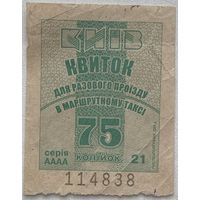 КИЇВ
КВИТОК
ДЛЯ РАЗОВОГО ПРОЇЗДУ
В МАРШРУТНОМУ ТАКСІ
75
серія КОПІЙОК 21
АААА
114838